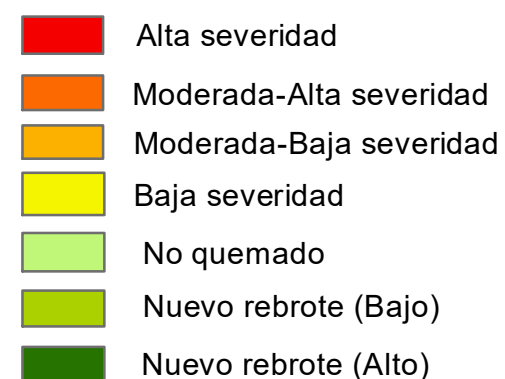 Alta severidad
Moderada-Alta severidad
Moderada-Baja severidad
Baja severidad
No quemado
Nuevo rebrote (Bajo)
Nuevo rebrote (Alto)